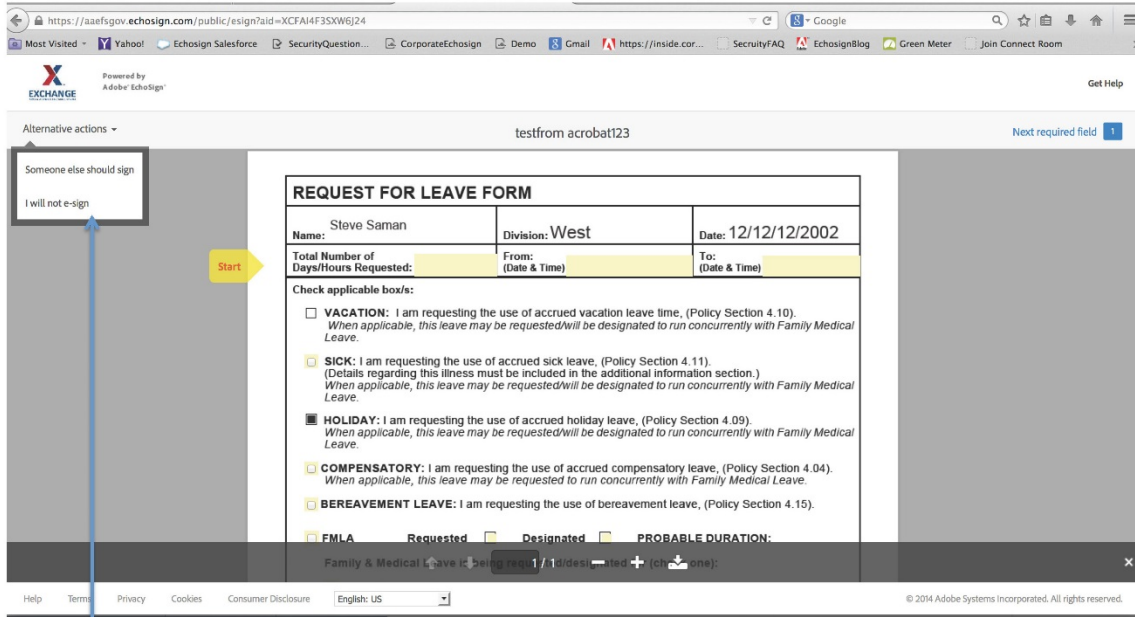 https://aaefsgov.echosign.com/public/esign?aid=XCFAI4F3SXW6J24
Google
Most Visited Yahoo! Echosign Salesforce SecurityQuestion... CorporateEchosign Demo Gmail https://inside.cor... SecruityFAQ EchosignBlog Green Meter Join Connect Room
EXCHANGE
Powered by
Adobe® EchoSign®
Get Help
Alternative actions
testfrom acrobat123
Next required field 1
Someone else should sign
I will not e-sign
REQUEST FOR LEAVE FORM
Name: Steve Saman Division: West Date: 12/12/12/2002
Start
Total Number of
Days/Hours Requested:
From:
(Date & Time)
To:
(Date & Time)
Check applicable box/s:
VACATION: I am requesting the use of accrued vacation leave time, (Policy Section 4.10).
When applicable, this leave may be requested/will be designated to run concurrently with Family Medical
Leave.
SICK: I am requesting the use of accrued sick leave, (Policy Section 4.11).
(Details regarding this illness must be included in the additional information section.)
When applicable, this leave may be requested/will be designated to run concurrently with Family Medical
Leave.
HOLIDAY: I am requesting the use of accrued holiday leave, (Policy Section 4.09).
When applicable, this leave may be requested/will be designated to run concurrently with Family Medical
Leave.
COMPENSATORY: I am requesting the use of accrued compensatory leave, (Policy Section 4.04).
When applicable, this leave may be requested to run concurrently with Family Medical Leave.
BEREAVEMENT LEAVE: I am requesting the use of bereavement leave, (Policy Section 4.15).
FMLA Requested Designated PROBABLE DURATION:
Family & Medical Leave is being requested/designated
one):
1 / 1
Help Terms Privacy Cookies Consumer Disclosure English: US © 2014 Adobe Systems Incorporated. All rights reserved.